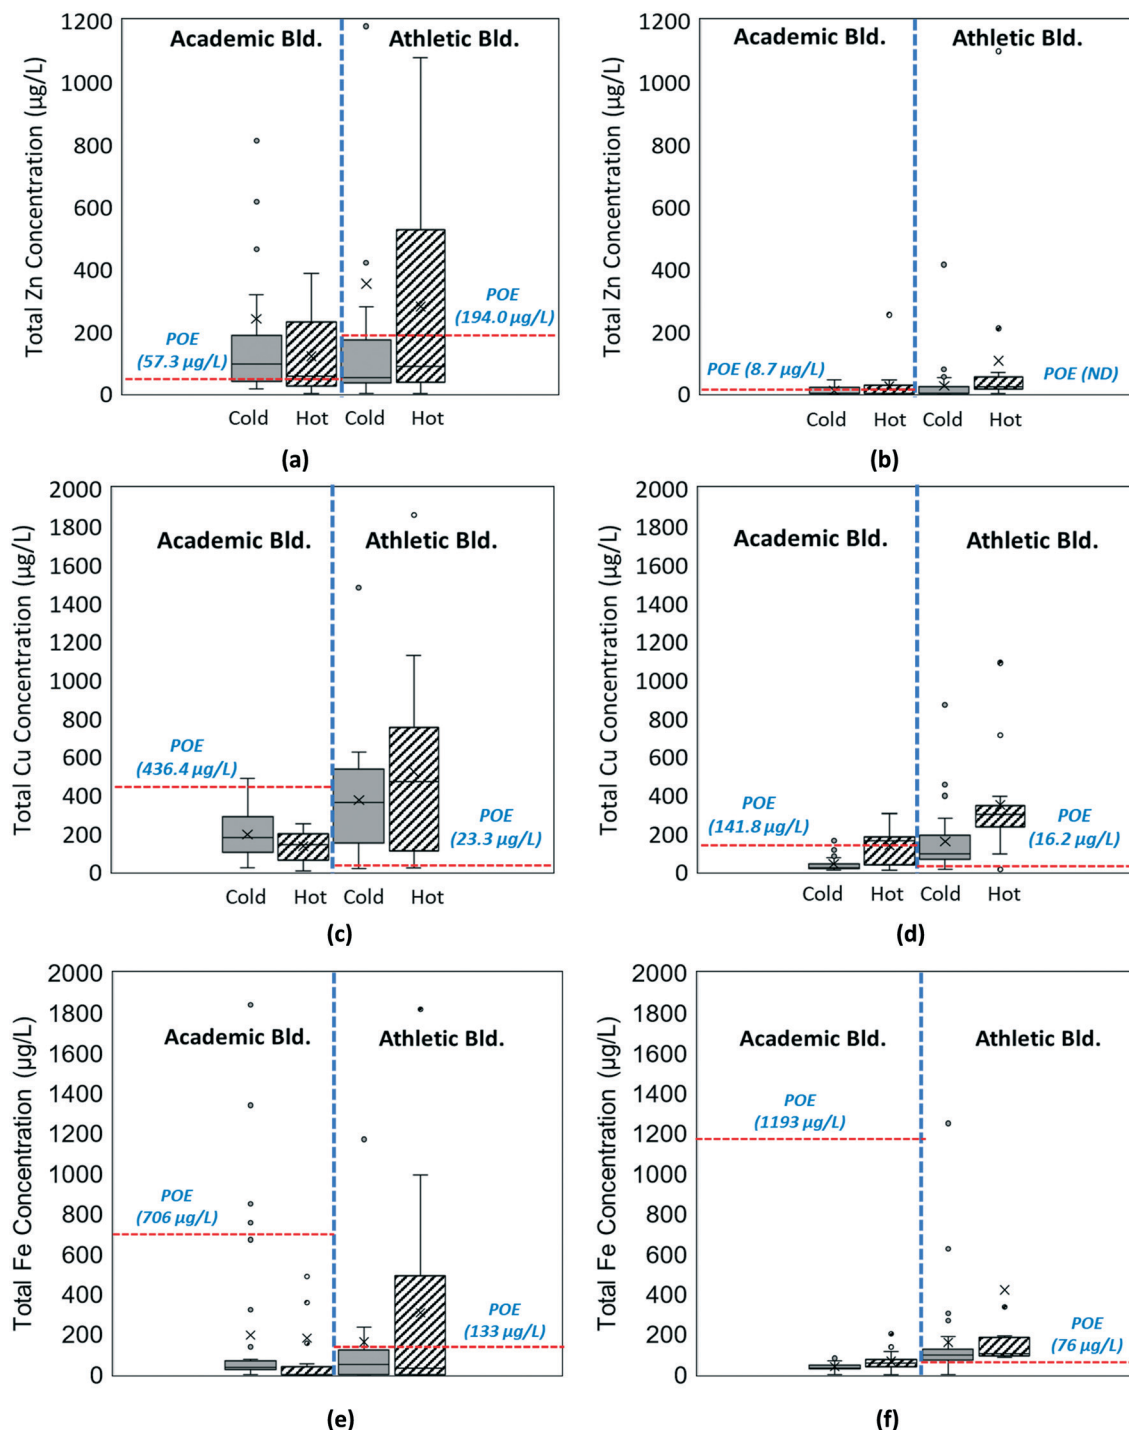 Total Zn Concentration (µg/L)
1200
1000
800
600
400
200
0
Academic Bld.
Athletic Bld.
POE
(57.3 µg/L)
POE
(194.0 µg/L)
Cold
Hot
Cold
Hot
(a)
Total Zn Concentration (µg/L)
1200
1000
800
600
400
200
0
Academic Bld.
Athletic Bld.
POE (8.7 µg/L)
POE (ND)
Cold
Hot
Cold
Hot
(b)
Total Cu Concentration (µg/L)
2000
1800
1600
1400
1200
1000
800
600
400
200
0
Academic Bld.
Athletic Bld.
POE
(436.4 µg/L)
POE
(23.3 µg/L)
Cold
Hot
Cold
Hot
(c)
Total Cu Concentration (µg/L)
2000
1800
1600
1400
1200
1000
800
600
400
200
0
Academic Bld.
Athletic Bld.
POE
(141.8 µg/L)
POE
(16.2 µg/L)
Cold
Hot
Cold
Hot
(d)
Total Fe Concentration (µg/L)
2000
1800
1600
1400
1200
1000
800
600
400
200
0
Academic Bld.
Athletic Bld.
POE
(706 µg/L)
POE
(133 µg/L)
(e)
Total Fe Concentration (µg/L)
2000
1800
1600
1400
1200
1000
800
600
400
200
0
Academic Bld.
Athletic Bld.
POE
(1193 µg/L)
POE
(76 µg/L)
(f)